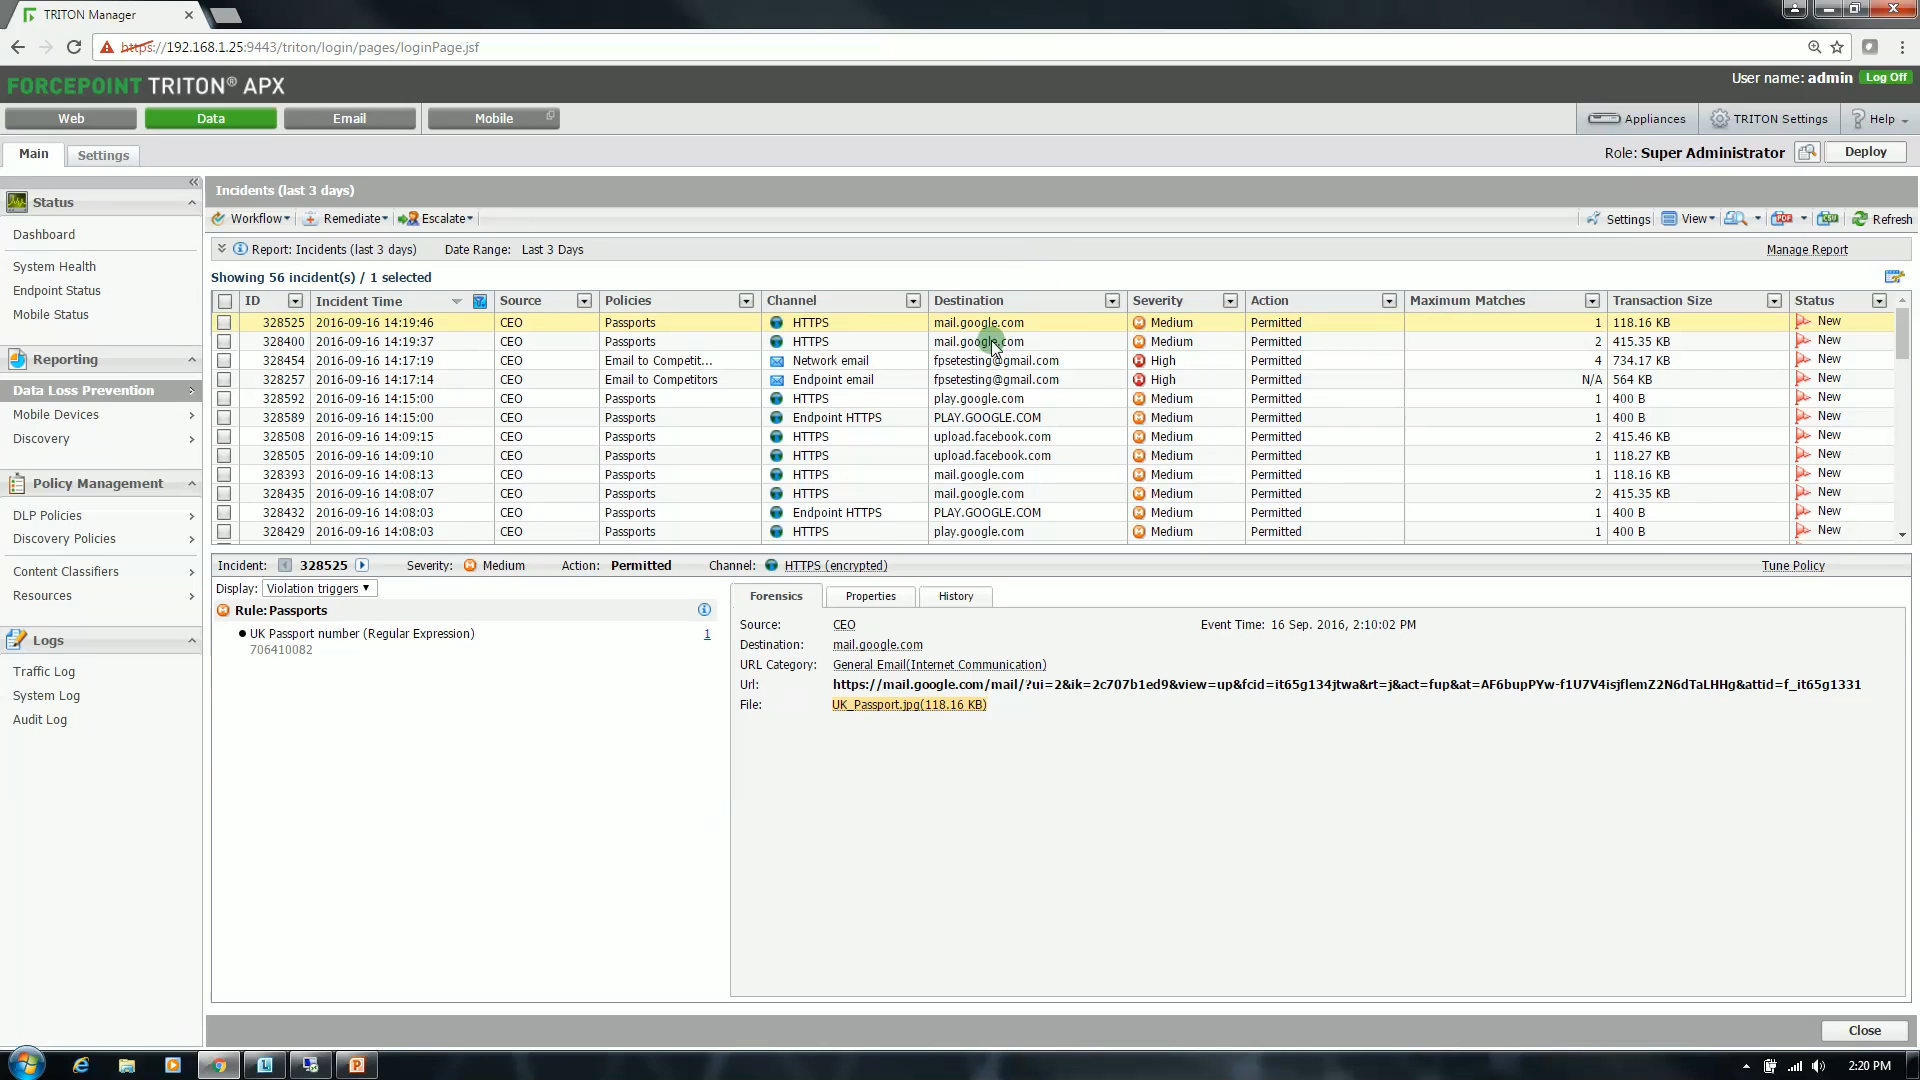 TRITON Manager
https://192.168.1.25:9443/triton/login/pages/loginPage.jsf
FORCEPOINT TRITON® APX
User name: admin Log Off
Web Data Email Mobile Appliances TRITON Settings Help
Main Settings Role: Super Administrator Deploy
Status
Dashboard
System Health
Endpoint Status
Mobile Status
Reporting
Data Loss Prevention
Mobile Devices
Discovery
Policy Management
DLP Policies
Discovery Policies
Content Classifiers
Resources
Logs
Traffic Log
System Log
Audit Log
Incidents (last 3 days)
Workflow Remediate Escalate Settings View PDF CSV Refresh
Report: Incidents (last 3 days) Date Range: Last 3 Days Manage Report
Showing 56 incident(s) / 1 selected
ID Incident Time Source Policies Channel Destination Severity Action Maximum Matches Transaction Size Status
328525 2016-09-16 14:19:46 CEO Passports HTTPS mail.google.com Medium Permitted 1 118.16 KB New
328400 2016-09-16 14:19:37 CEO Passports HTTPS mail.google.com Medium Permitted 2 415.35 KB New
328454 2016-09-16 14:17:19 CEO Email to Competit... Network email fpsetesting@gmail.com High Permitted 4 734.17 KB New
328257 2016-09-16 14:17:14 CEO Email to Competitors Endpoint email fpsetesting@gmail.com High Permitted N/A 564 KB New
328592 2016-09-16 14:15:00 CEO Passports HTTPS play.google.com Medium Permitted 1 400 B New
328589 2016-09-16 14:15:00 CEO Passports Endpoint HTTPS PLAY.GOOGLE.COM Medium Permitted 1 400 B New
328508 2016-09-16 14:09:15 CEO Passports HTTPS upload.facebook.com Medium Permitted 2 415.46 KB New
328505 2016-09-16 14:09:10 CEO Passports HTTPS upload.facebook.com Medium Permitted 1 118.27 KB New
328393 2016-09-16 14:08:13 CEO Passports HTTPS mail.google.com Medium Permitted 1 118.16 KB New
328435 2016-09-16 14:08:07 CEO Passports HTTPS mail.google.com Medium Permitted 2 415.35 KB New
328432 2016-09-16 14:08:03 CEO Passports Endpoint HTTPS PLAY.GOOGLE.COM Medium Permitted 1 400 B New
328429 2016-09-16 14:08:03 CEO Passports HTTPS play.google.com Medium Permitted 1 400 B New
Incident: 328525 Severity: Medium Action: Permitted Channel: HTTPS (encrypted) Tune Policy
Display: Violation triggers
Rule: Passports
UK Passport number (Regular Expression) 1
706410082
Forensics Properties History
Source: CEO Event Time: 16 Sep. 2016, 2:10:02 PM
Destination: mail.google.com
URL Category: General Email(Internet Communication)
Url: https://mail.google.com/mail/?ui=2&ik=2c707b1ed9&view=up&fcid=it65g134jtwa&rt=j&act=fup&at=AF6bupPYw-f1U7V4isjflemZ2N6dTaLHHg&attid=f_it65g1331
File: UK_Passport.jpg(118.16 KB)
Close
2:20 PM